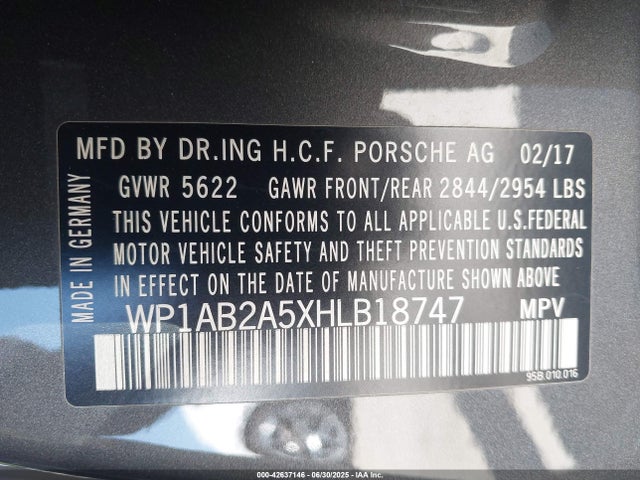 MFD BY DR.ING H.C.F. PORSCHE AG 02/17
GVWR 5622 GAWR FRONT/REAR 2844/2954 LBS
THIS VEHICLE CONFORMS TO ALL APPLICABLE U.S.FEDERAL
MOTOR VEHICLE SAFETY AND THEFT PREVENTION STANDARDS
IN EFFECT ON THE DATE OF MANUFACTURE SHOWN ABOVE
WP1AB2A5XHLB18747 MPV
MADE IN GERMANY
95B.010.016
000-42637146 - 06/30/2025 - IAA Inc.